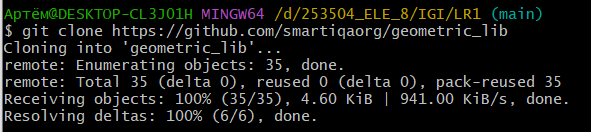 Артём@DESKTOP-CL3JO1H MINGW64 /d/253504_ELE_8/IGI/LR1 (main)
$ git clone https://github.com/smartiqaorg/geometric_lib
Cloning into 'geometric_lib'...
remote: Enumerating objects: 35, done.
remote: Total 35 (delta 0), reused 0 (delta 0), pack-reused 35
Receiving objects: 100% (35/35), 4.60 KiB | 941.00 KiB/s, done.
Resolving deltas: 100% (6/6), done.